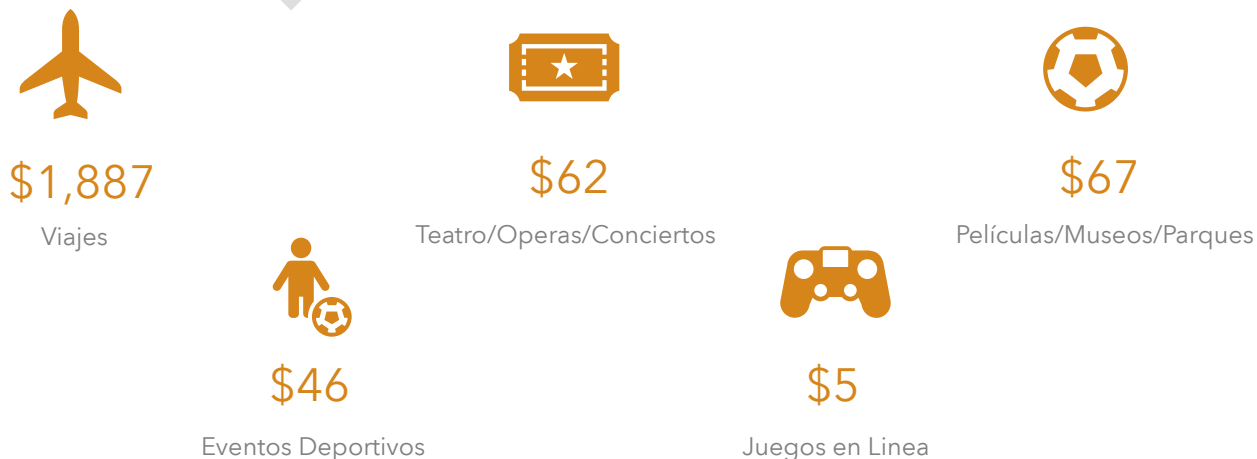 $1,887
Viajes
$62
Teatro/Operas/Conciertos
$67
Películas/Museos/Parques
$46
Eventos Deportivos
$5
Juegos en Linea